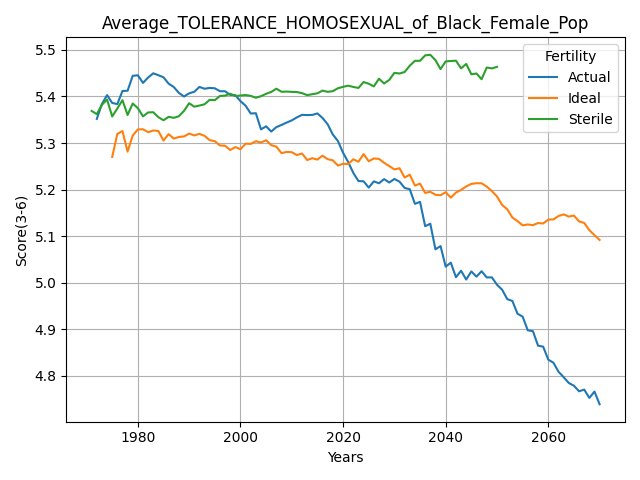 Average_TOLERANCE_HOMOSEXUAL_of_Black_Female_Pop
Score(3-6)
5.5
5.4
5.3
5.2
5.1
5.0
4.9
4.8
Fertility
Actual
Ideal
Sterile
1980 2000 2020 2040 2060
Years